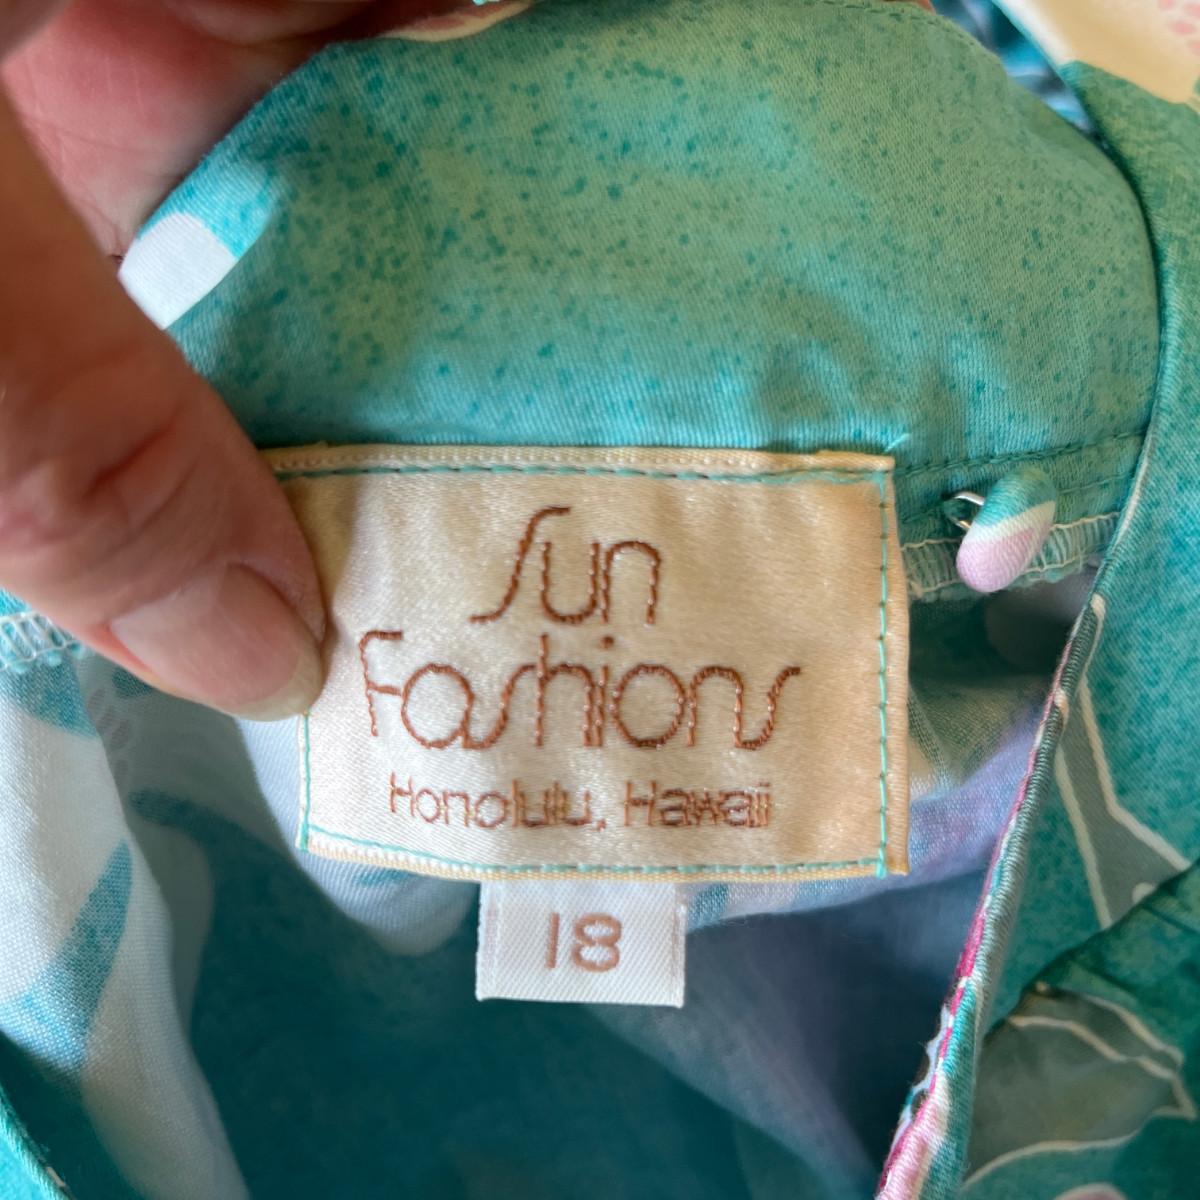 Sun
Fashions
Honolulu, Hawaii
18